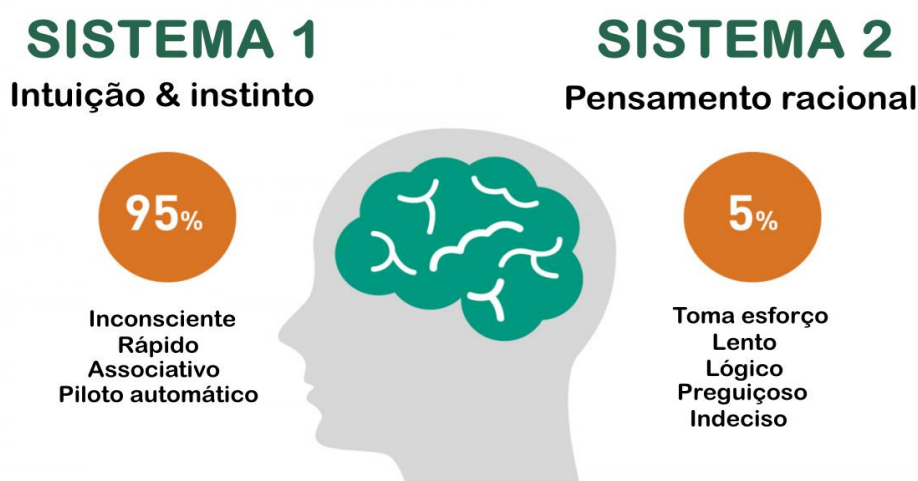 SISTEMA 1
Intuição & instinto
95%
Inconsciente
Rápido
Associativo
Piloto automático
SISTEMA 2
Pensamento racional
5%
Toma esforço
Lento
Lógico
Preguiçoso
Indeciso